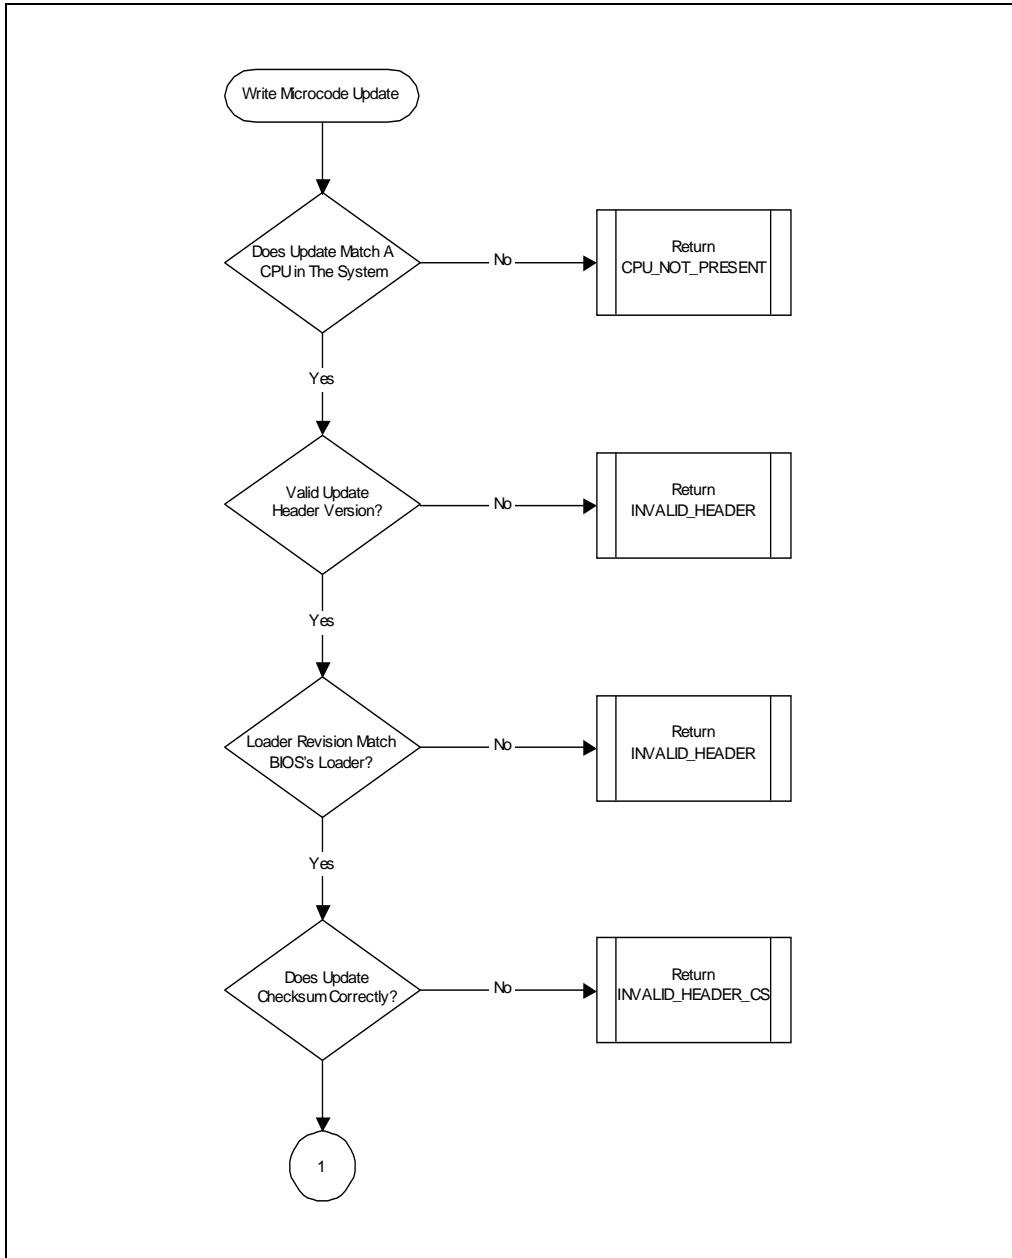 Write Microcode Update
Does Update Match A
CPU in The System
No
Return
CPU_NOT_PRESENT
Yes
Valid Update
Header Version?
No
Return
INVALID_HEADER
Yes
Loader Revision Match
BIOS's Loader?
No
Return
INVALID_HEADER
Yes
Does Update
Checksum Correctly?
No
Return
INVALID_HEADER_CS
1